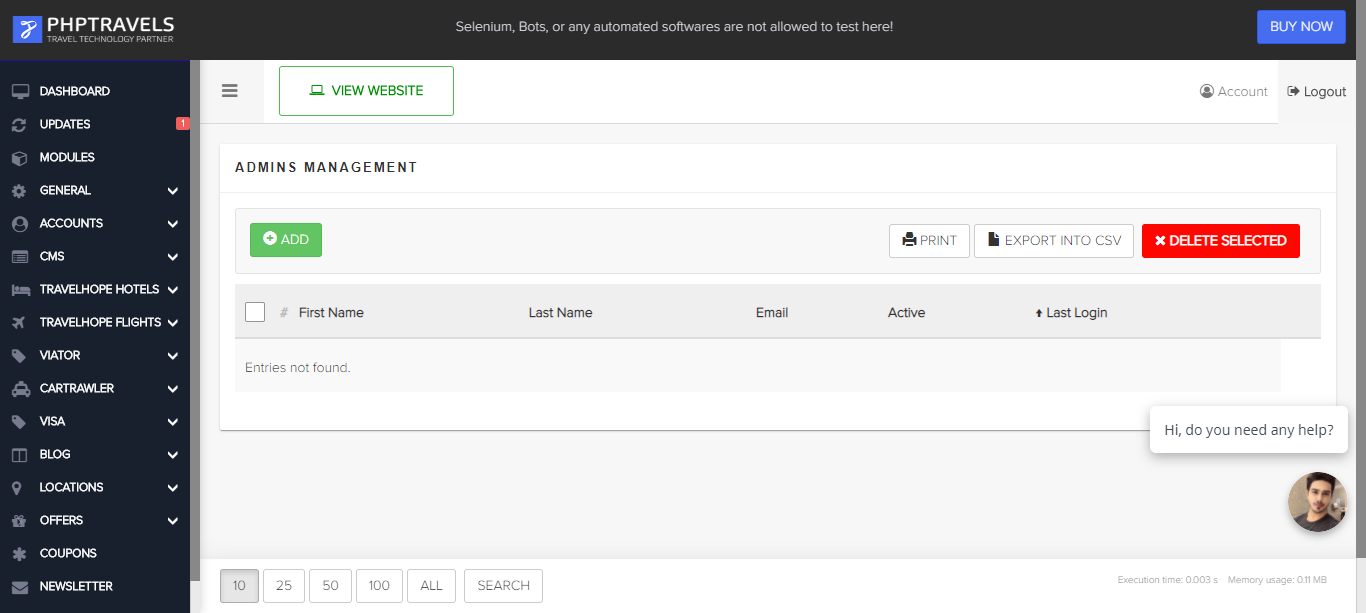 PHPTRAVELS
TRAVEL TECHNOLOGY PARTNER
Selenium, Bots, or any automated softwares are not allowed to test here!
BUY NOW
DASHBOARD
UPDATES 1
MODULES
GENERAL
ACCOUNTS
CMS
TRAVELHOPE HOTELS
TRAVELHOPE FLIGHTS
VIATOR
CARTRAWLER
VISA
BLOG
LOCATIONS
OFFERS
COUPONS
NEWSLETTER
VIEW WEBSITE
Account
Logout
ADMINS MANAGEMENT
ADD
PRINT
EXPORT INTO CSV
DELETE SELECTED
# First Name Last Name Email Active Last Login
Entries not found.
Hi, do you need any help?
10 25 50 100 ALL SEARCH
Execution time: 0.003 s Memory usage: 0.11 MB